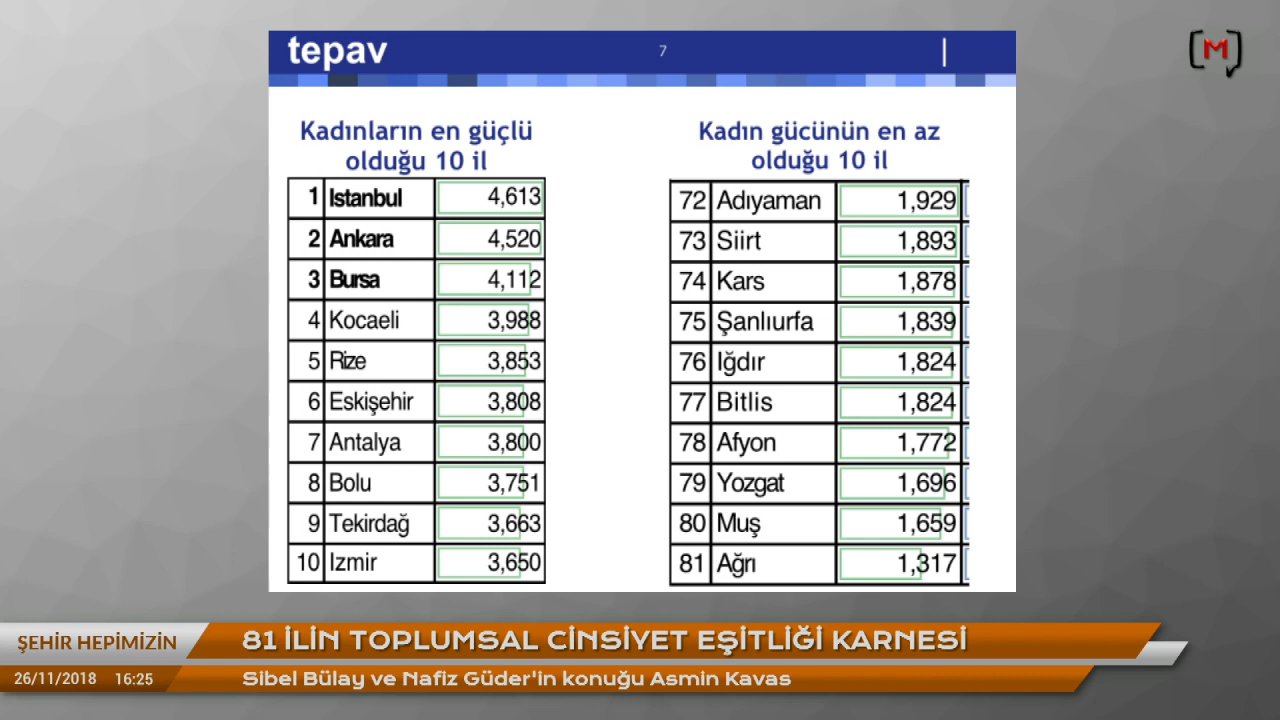 tepav
7
[M]
Kadınların en güçlü
olduğu 10 il
1 Istanbul 4,613
2 Ankara 4,520
3 Bursa 4,112
4 Kocaeli 3,988
5 Rize 3,853
6 Eskişehir 3,808
7 Antalya 3,800
8 Bolu 3,751
9 Tekirdağ 3,663
10 Izmir 3,650
Kadın gücünün en az
olduğu 10 il
72 Adıyaman 1,929
73 Siirt 1,893
74 Kars 1,878
75 Şanlıurfa 1,839
76 Iğdır 1,824
77 Bitlis 1,824
78 Afyon 1,772
79 Yozgat 1,696
80 Muş 1,659
81 Ağrı 1,317
ŞEHİR HEPİMİZİN
81 İLİN TOPLUMSAL CİNSİYET EŞİTLİĞİ KARNESİ
26/11/2018 16:25
Sibel Bülay ve Nafiz Güder'in konuğu Asmin Kavas